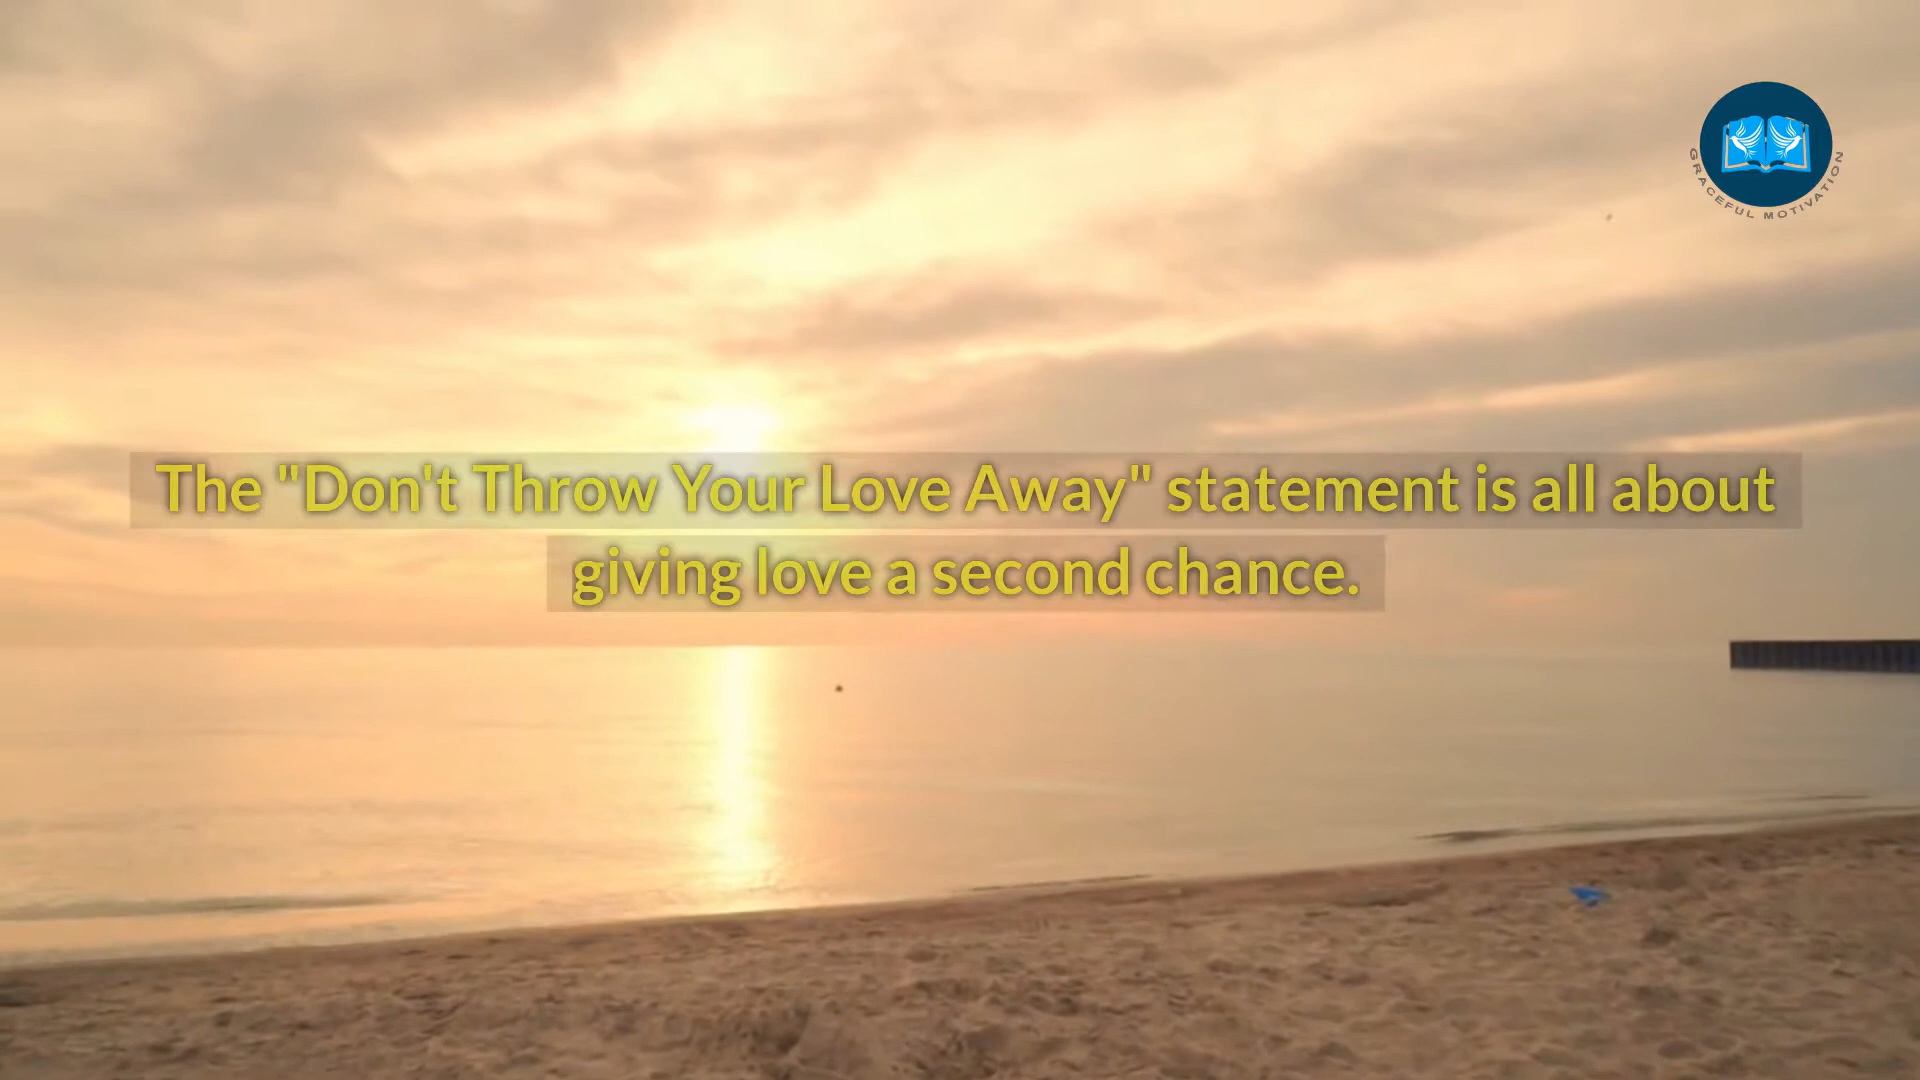 GRACEFUL MOTIVATION
The "Don't Throw Your Love Away" statement is all about
giving love a second chance.